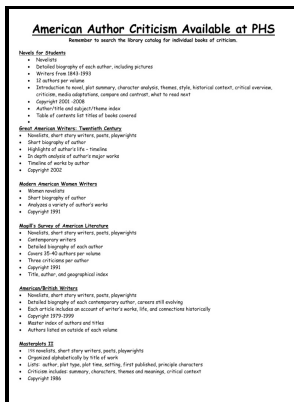 American Author Criticism Available at PHS
Remember to search the library catalog for individual books of criticism.
Novels for Students
• Novelists
• Detailed biography of each author, including pictures
• Writers from 1843-1993
• 12 authors per volume
• Introduction to novel, plot summary, character analysis, themes, style, historical context, critical overview,
criticism, media adaptations, compare and contrast, what to read next
• Copyright 2001 -2008
• Author/title and subject/theme index
• Table of contents list titles of books covered
•
Great American Writers: Twentieth Century
• Novelists, short story writers, poets, playwrights
• Short biography of author
• Highlights of author's life – timeline
• In depth analysis of author's major works
• Timeline of works by author
• Copyright 2002
Modern American Women Writers
• Women novelists
• Short biography of author
• Analyzes a variety of author's works
• Copyright 1991
Magill's Survey of American Literature
• Novelists, short story writers, poets, playwrights
• Contemporary writers
• Detailed biography of each author
• Covers 35-40 authors per volume
• Three criticisms per author
• Copyright 1991
• Title, author, and geographical index
American/British Writers
• Novelists, short story writers, poets, playwrights
• Detailed biography of each contemporary author, careers still evolving
• Each article includes an account of writer's works, life, and connections historically
• Copyright 1979-1999
• Master index of authors and titles
• Authors listed on outside of each volume
Masterplots II
• novelists, short story writers, poets, playwrights
• Organized alphabetically by title of work
• Lists: author, plot type, plot time, setting, first published, principle characters
• Criticism includes: summary, characters, themes and meanings, critical context
• Copyright 1986